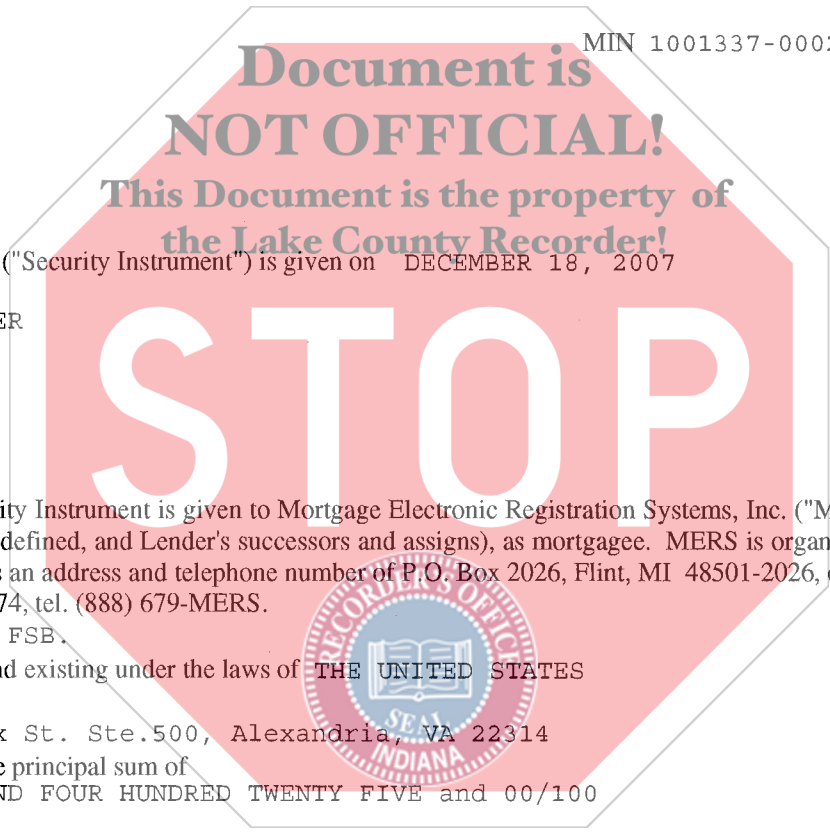 MIN 1001337-0002
Document is
NOT OFFICIAL!
This Document is the property of
the Lake County Recorder!
("Security Instrument") is given on DECEMBER 18, 2007
ER
STOP
ity Instrument is given to Mortgage Electronic Registration Systems, Inc. ("M
defined, and Lender's successors and assigns), as mortgagee. MERS is organ
s an address and telephone number of P.O. Box 2026, Flint, MI 48501-2026,
74, tel. (888) 679-MERS.
RECORDER'S OFFICE
FSB.
nd existing under the laws of THE UNITED STATES
SEAL
x St. Ste.500, Alexandria, VA 22314
INDIANA
e principal sum of
ND FOUR HUNDRED TWENTY FIVE and 00/100